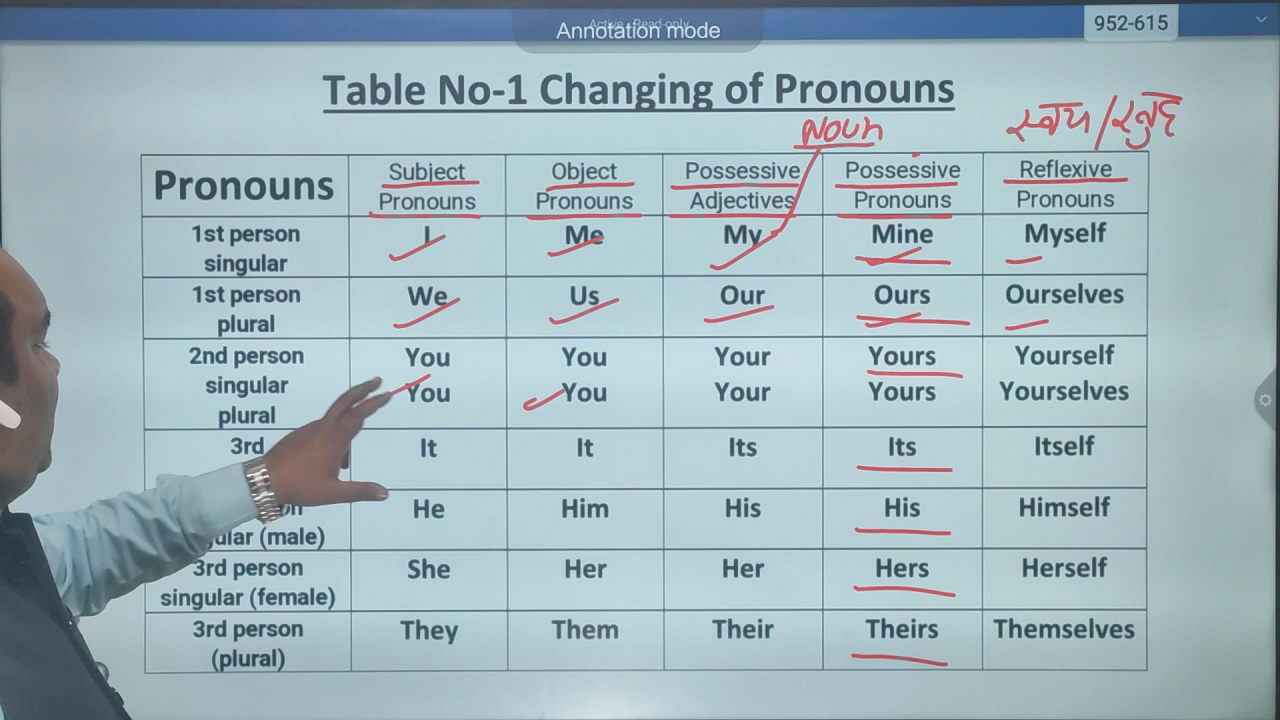 Active Read-only
Annotation mode
952-615
Table No-1 Changing of Pronouns
Noun
स्वयं/खुद
Pronouns
Subject Pronouns
Object Pronouns
Possessive Adjectives
Possessive Pronouns
Reflexive Pronouns
1st person singular
I
Me
My
Mine
Myself
1st person plural
We
Us
Our
Ours
Ourselves
2nd person singular plural
You
You
Your
Yours
Yourself
You
You
Your
Yours
Yourselves
3rd
It
It
Its
Its
Itself
(male)
He
Him
His
His
Himself
3rd person singular (female)
She
Her
Her
Hers
Herself
3rd person (plural)
They
Them
Their
Theirs
Themselves